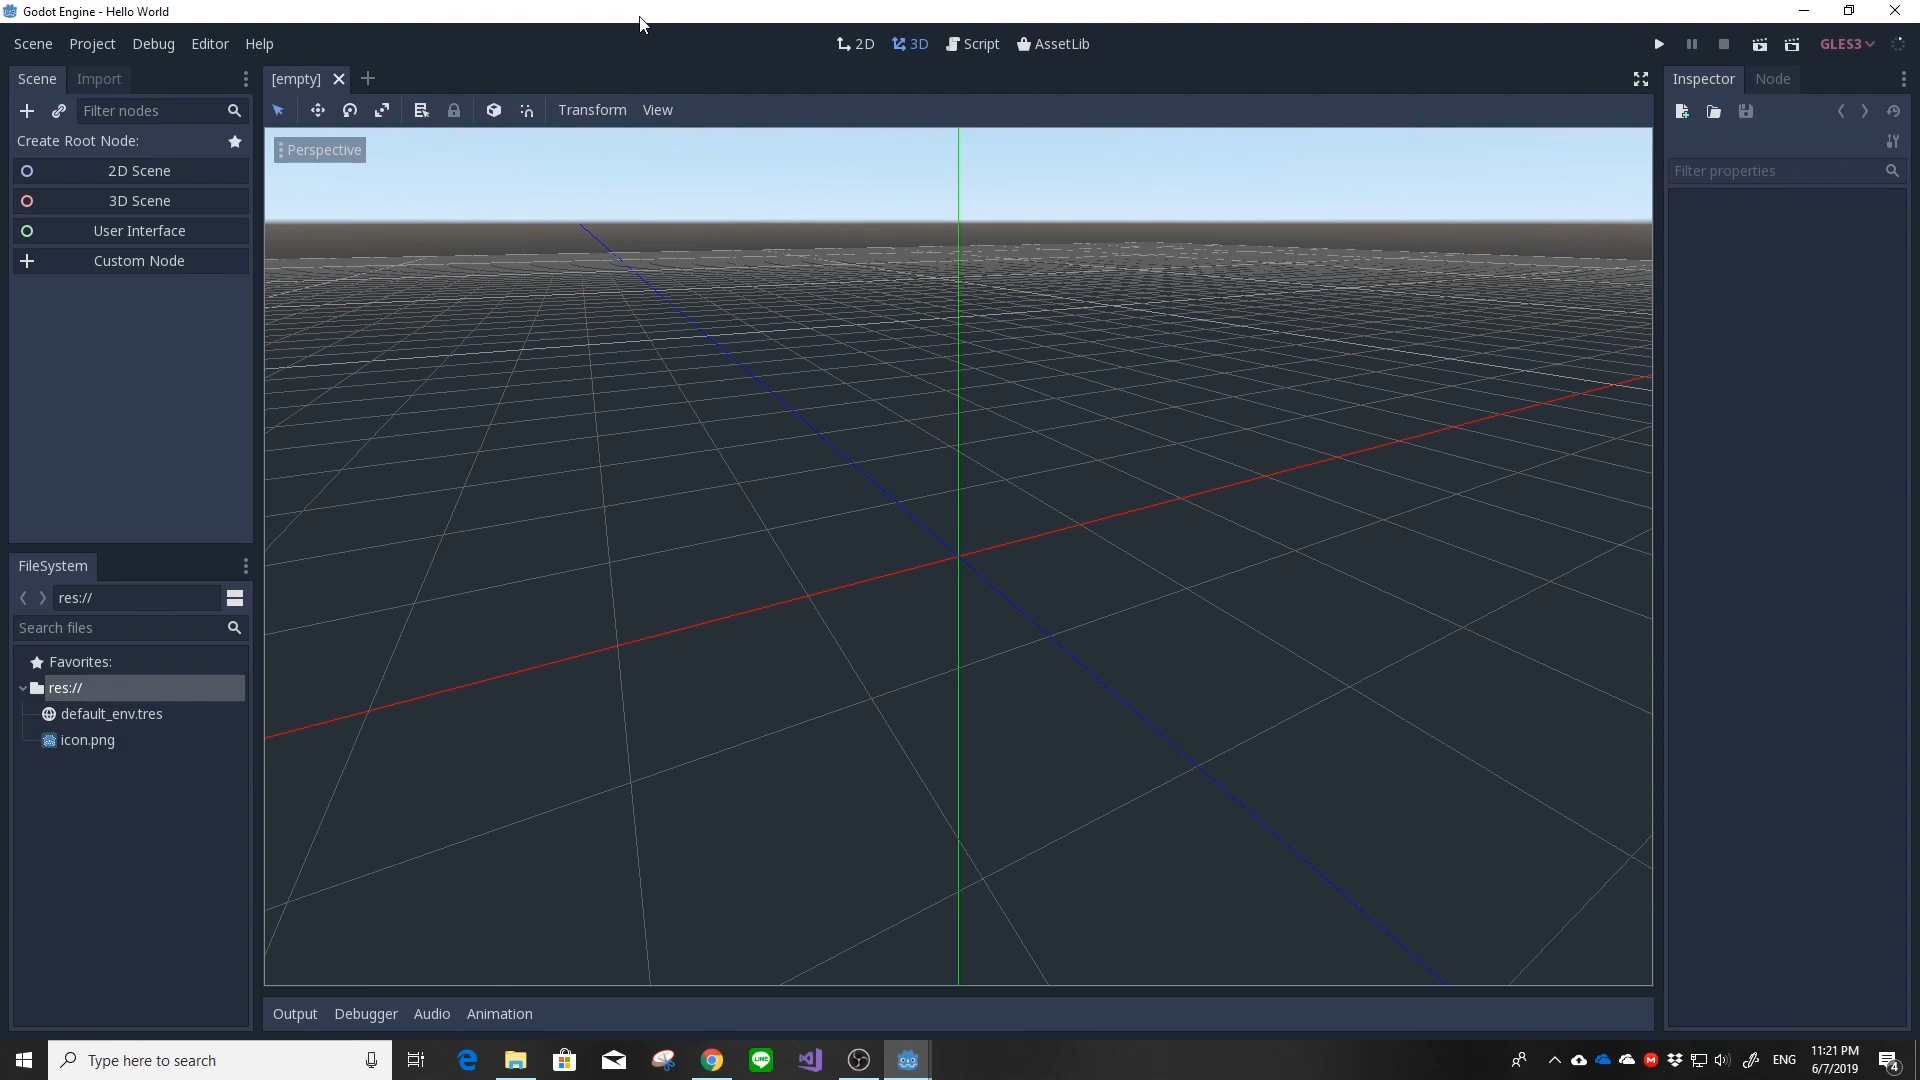 Godot Engine - Hello World
Scene Project Debug Editor Help
2D 3D Script AssetLib
GLES3
Scene Import
[empty]
Inspector Node
Filter nodes
Transform View
Create Root Node:
Perspective
2D Scene
3D Scene
User Interface
Custom Node
Filter properties
FileSystem
res://
Search files
Favorites:
res://
default_env.tres
icon.png
Output Debugger Audio Animation
Type here to search
LINE
ENG
11:21 PM
6/7/2019
4